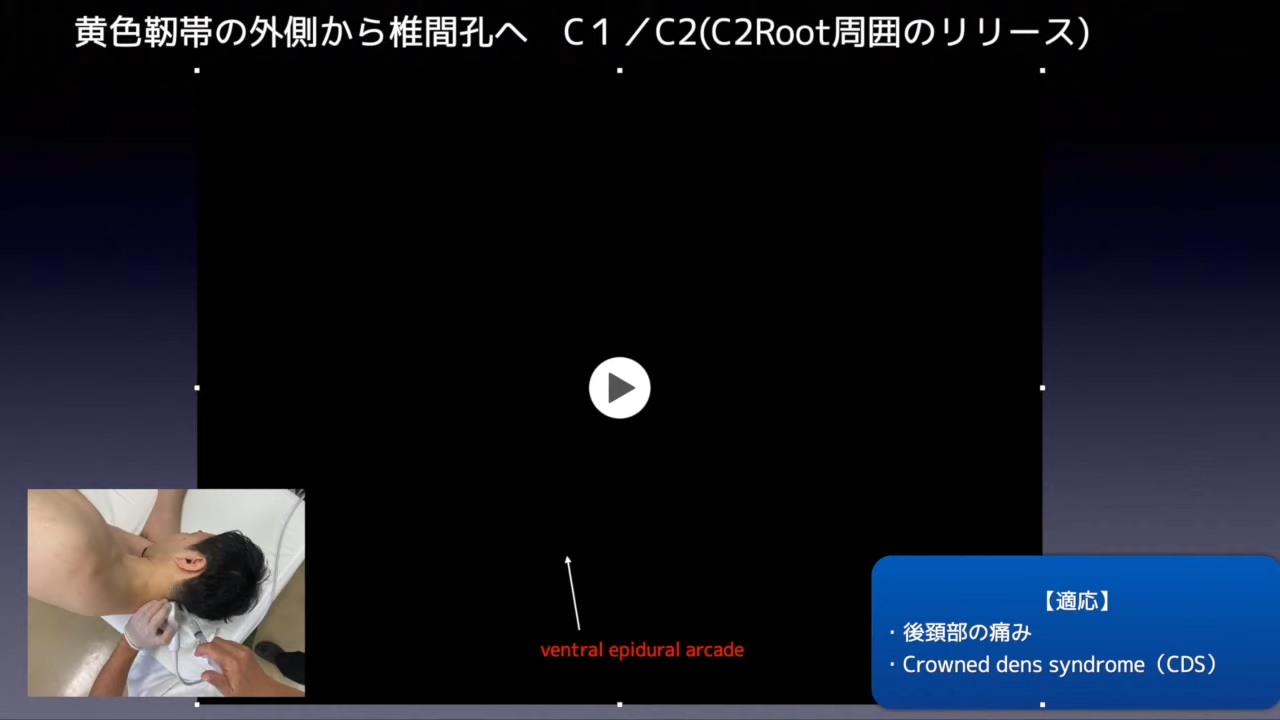 黄色靭帯の外側から椎間孔へ　C１／C2(C2Root周囲のリリース)
ventral epidural arcade
【適応】
・後頚部の痛み
・Crowned dens syndrome（CDS）